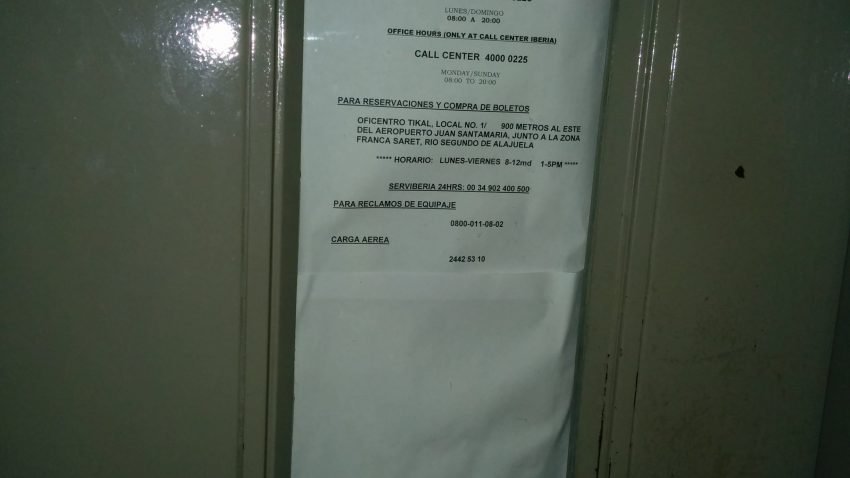 LUNES/DOMINGO
08:00 A 20:00
OFFICE HOURS (ONLY AT CALL CENTER IBERIA)
CALL CENTER 4000 0225
MONDAY/SUNDAY
08:00 TO 20:00
PARA RESERVACIONES Y COMPRA DE BOLETOS
OFICENTRO TIKAL, LOCAL NO. 1/ 900 METROS AL ESTE
DEL AEROPUERTO JUAN SANTAMARIA, JUNTO A LA ZONA
FRANCA SARET, RIO SEGUNDO DE ALAJUELA
***** HORARIO: LUNES-VIERNES 8-12md 1-5PM *****
SERVIBERIA 24HRS: 00 34 902 400 500
PARA RECLAMOS DE EQUIPAJE
0800-011-08-02
CARGA AEREA
2442 53 10